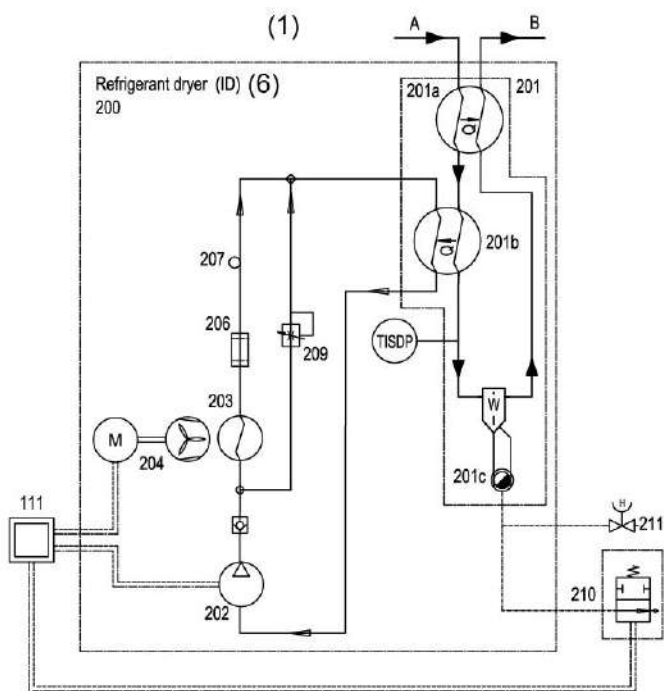 (1)
A
B
Refrigerant dryer (ID) (6)
200
201a
201
Q
201b
Q
207
206
209
TISDP
203
W
M
204
201c
111
H
211
202
210